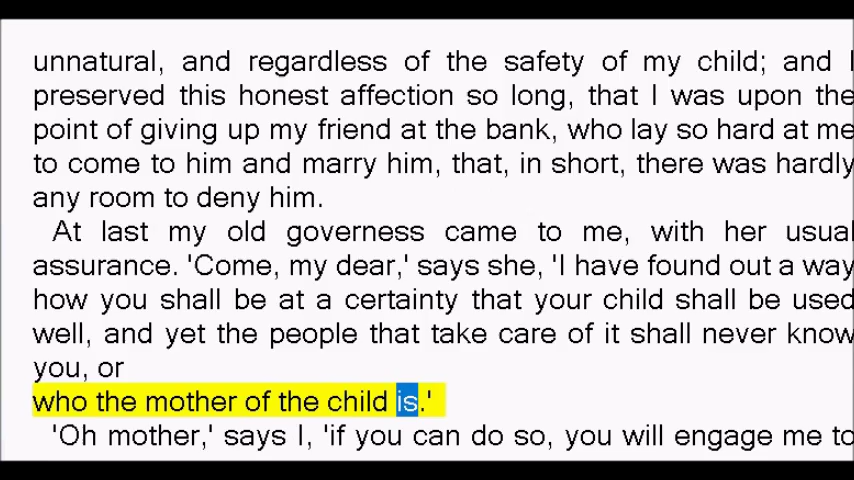 unnatural, and regardless of the safety of my child; and I
preserved this honest affection so long, that I was upon the
point of giving up my friend at the bank, who lay so hard at me
to come to him and marry him, that, in short, there was hardly
any room to deny him.
At last my old governess came to me, with her usual
assurance. 'Come, my dear,' says she, 'I have found out a way
how you shall be at a certainty that your child shall be used
well, and yet the people that take care of it shall never know
you, or
who the mother of the child is.'
'Oh mother,' says I, 'if you can do so, you will engage me to